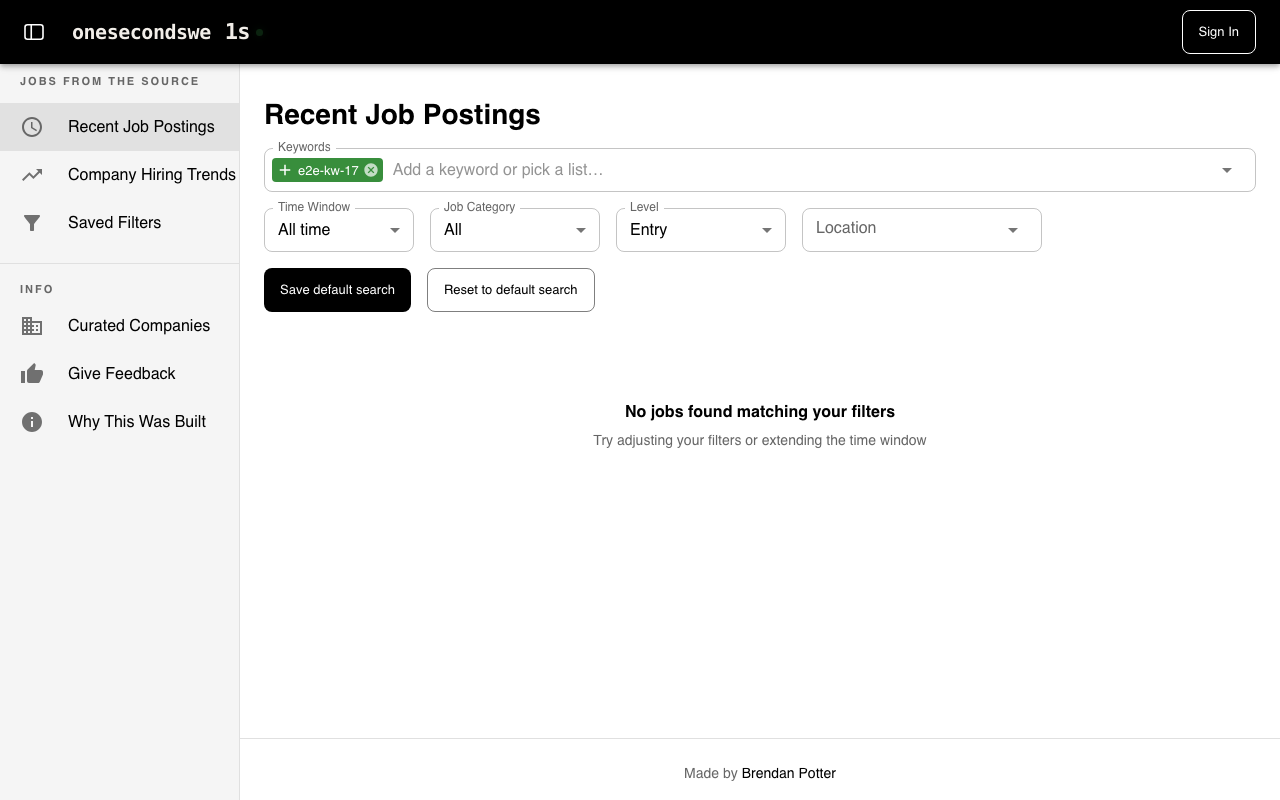 onesecondswe 1s
Sign In
JOBS FROM THE SOURCE
Recent Job Postings
Company Hiring Trends
Saved Filters
INFO
Curated Companies
Give Feedback
Why This Was Built
Recent Job Postings
Keywords
e2e-kw-17 Add a keyword or pick a list…
Time Window Job Category Level
All time All Entry Location
Save default search Reset to default search
No jobs found matching your filters
Try adjusting your filters or extending the time window
Made by Brendan Potter